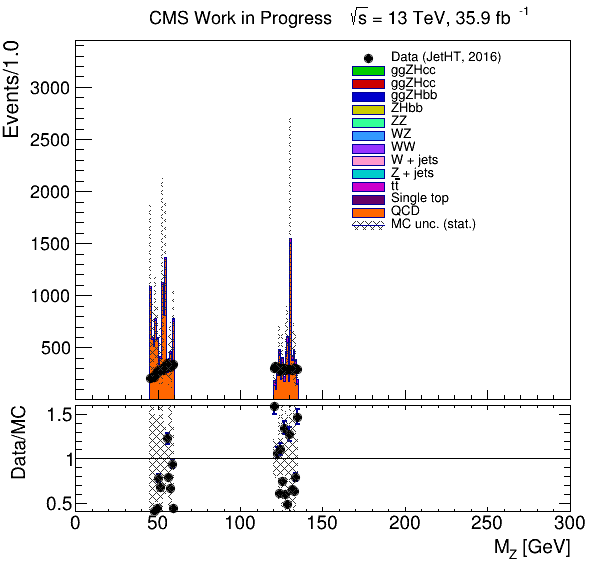 CMS Work in Progress √s = 13 TeV, 35.9 fb⁻¹
Events/1.0
3000
2500
2000
1500
1000
500
Data (JetHT, 2016)
ggZHcc
ggZHcc
ggZHbb
ZHbb
ZZ
WZ
WW
W + jets
Z + jets
tt̄
Single top
QCD
MC unc. (stat.)
Data/MC
1.5
1
0.5
0 50 100 150 200 250 300
M_Z [GeV]